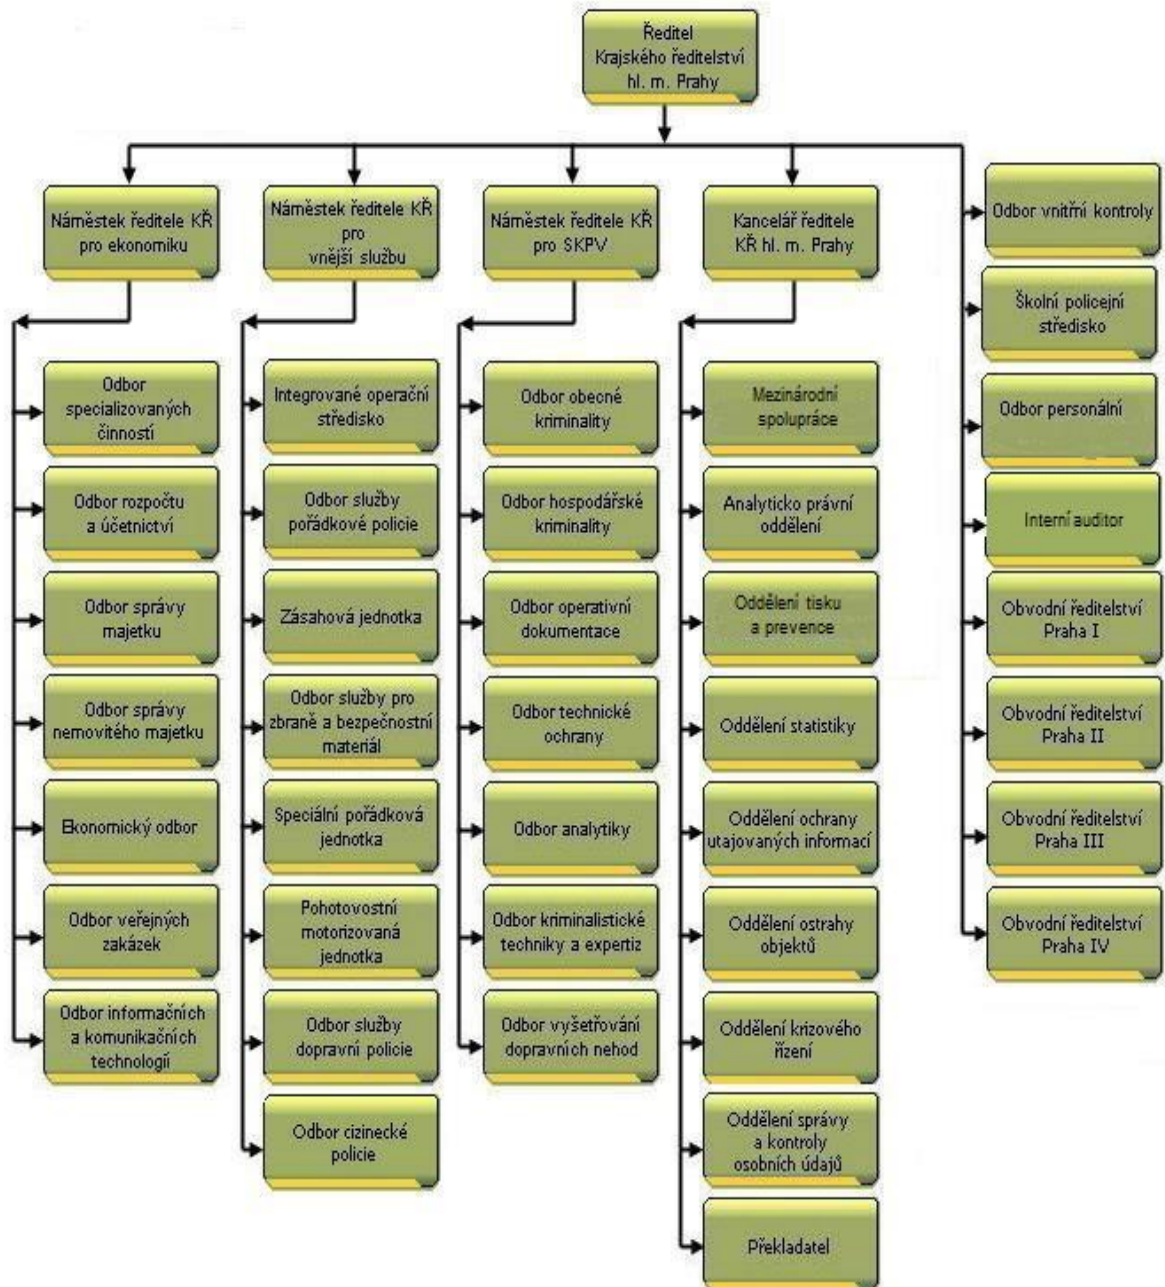 Ředitel
Krajského ředitelství
hl. m. Prahy
Náměstek ředitele KŘ
pro ekonomiku
Odbor
specializovaných
činností
Odbor rozpočtu
a účetnictví
Odbor správy
majetku
Odbor správy
nemovitého majetku
Ekonomický odbor
Odbor veřejných
zakázek
Odbor informačních
a komunikačních
technologií
Náměstek ředitele KŘ
pro
vnější službu
Integrované operační
středisko
Odbor služby
pořádkové policie
Zásahová jednotka
Odbor služby pro
zbraně a bezpečnostní
materiál
Speciální pořádková
jednotka
Pohotovostní
motorizovaná
jednotka
Odbor služby
dopravní policie
Odbor cizinecké
policie
Náměstek ředitele KŘ
pro SKPV
Odbor obecné
kriminality
Odbor hospodářské
kriminality
Odbor operativní
dokumentace
Odbor technické
ochrany
Odbor analytiky
Odbor kriminalistické
techniky a expertiz
Odbor vyšetřování
dopravních nehod
Kancelář ředitele
KŘ hl. m. Prahy
Mezinárodní
spolupráce
Analyticko právní
oddělení
Oddělení tisku
a prevence
Oddělení statistiky
Oddělení ochrany
utajovaných informací
Oddělení ostrahy
objektů
Oddělení krizového
řízení
Oddělení správy
a kontroly
osobních údajů
Překladatel
Odbor vnitřní kontroly
Školní policejní
středisko
Odbor personální
Interní auditor
Obvodní ředitelství
Praha I
Obvodní ředitelství
Praha II
Obvodní ředitelství
Praha III
Obvodní ředitelství
Praha IV